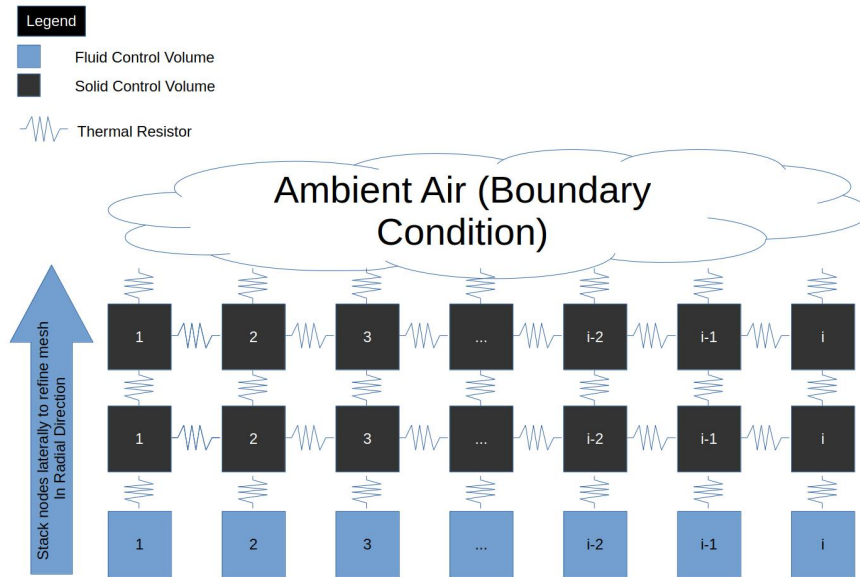 Legend
Fluid Control Volume
Solid Control Volume
Thermal Resistor
Ambient Air (Boundary
Condition)
Stack nodes laterally to refine mesh
In Radial Direction
1 2 3 ... i-2 i-1 i
1 2 3 ... i-2 i-1 i
1 2 3 ... i-2 i-1 i